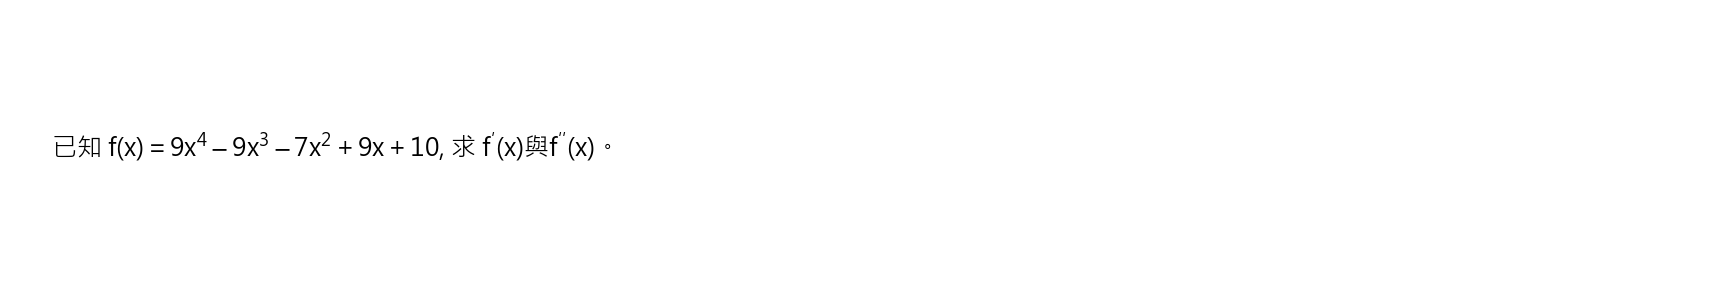 已知 f(x) = 9x⁴ – 9x³ – 7x² + 9x + 10, 求 f′(x)與f′′(x)。